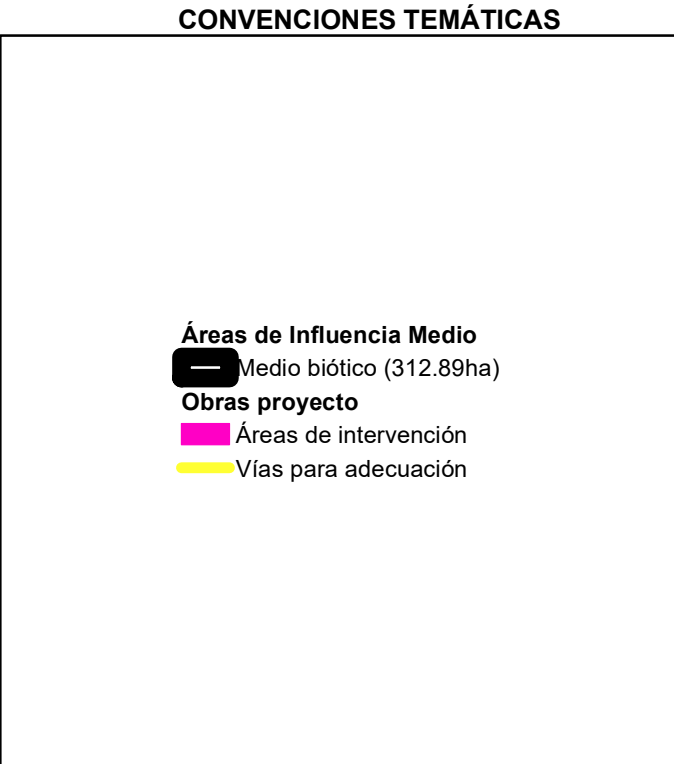 CONVENCIONES TEMÁTICAS
Áreas de Influencia Medio
Medio biótico (312.89ha)
Obras proyecto
Áreas de intervención
Vías para adecuación